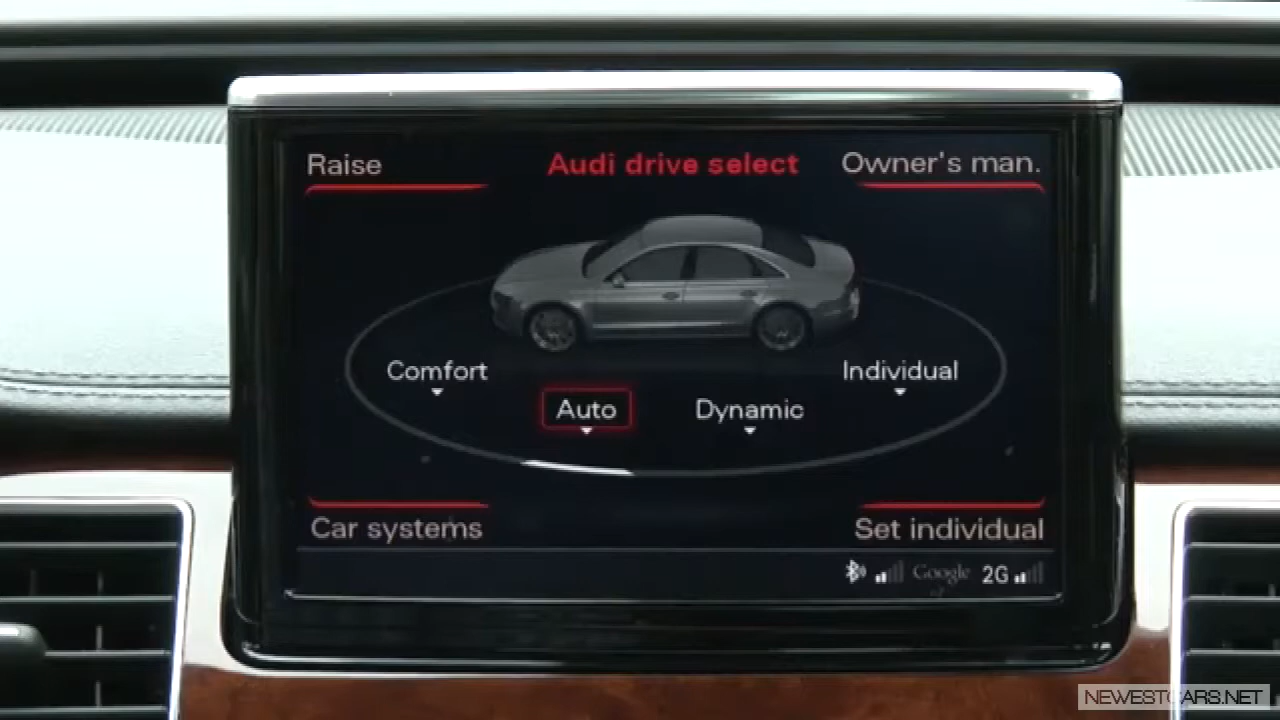 Raise
Audi drive select
Owner's man.
Comfort
Individual
Auto
Dynamic
Car systems
Set individual
Google 2G
NEWESTCARS.NET